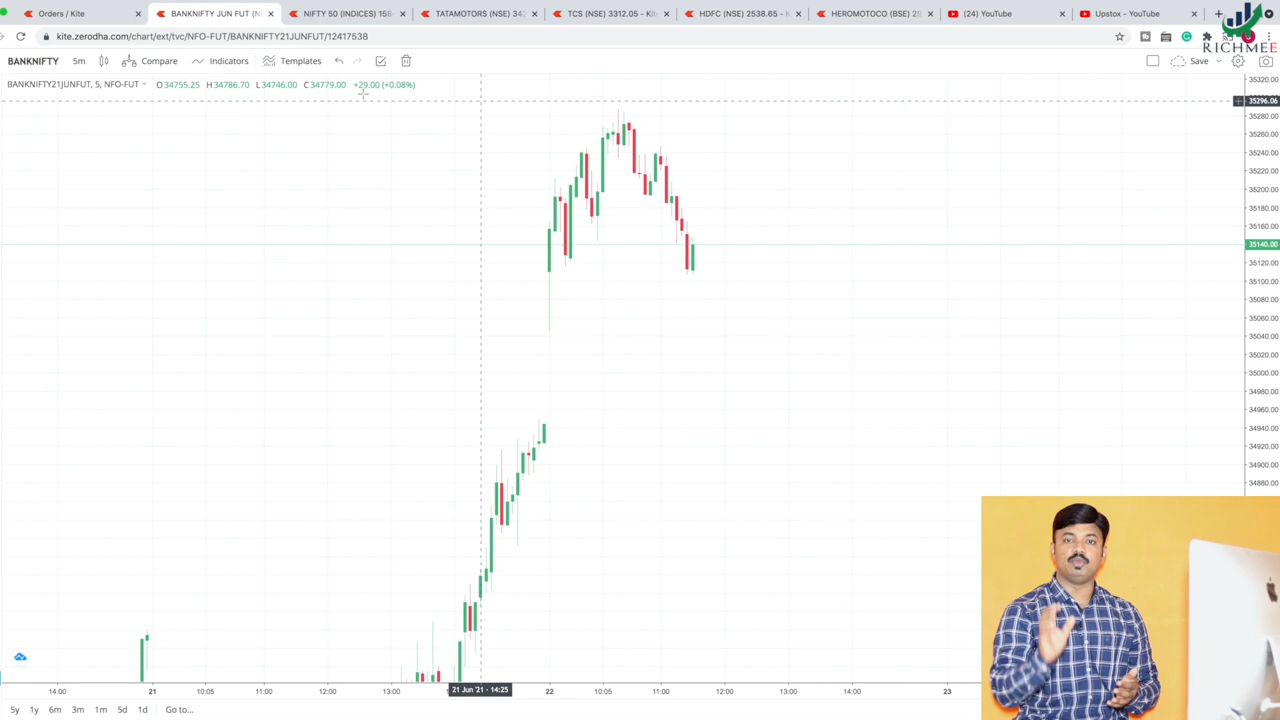 Orders / Kite
BANKNIFTY JUN FUT (N
NIFTY 50 (INDICES) 158
TATAMOTORS (NSE) 342
TCS (NSE) 3312.05 - Kit
HDFC (NSE) 2538.65 - K
HEROMOTOCO (BSE) 29
(24) YouTube
Upstox - YouTube
kite.zerodha.com/chart/ext/tvc/NFO-FUT/BANKNIFTY21JUNFUT/12417538
RICHMEE
BANKNIFTY 5m Compare Indicators Templates Save
BANKNIFTY21JUNFUT, 5, NFO-FUT O34755.25 H34786.70 L34746.00 C34779.00 +29.00 (+0.08%)
35320.00
35296.06
35280.00
35260.00
35240.00
35220.00
35200.00
35180.00
35160.00
35140.00
35120.00
35100.00
35080.00
35060.00
35040.00
35020.00
35000.00
34980.00
34960.00
34940.00
34920.00
34900.00
34880.00
14:00 21 10:05 11:00 12:00 13:00 21 Jun '21 - 14:25 22 10:05 11:00 12:00 13:00 14:00 23
5y 1y 6m 3m 1m 5d 1d Go to...